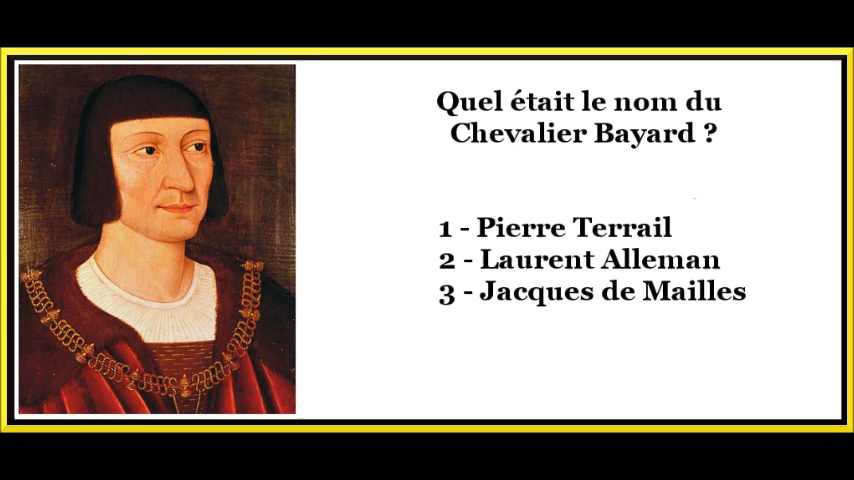 Quel était le nom du
Chevalier Bayard ?
1 - Pierre Terrail
2 - Laurent Alleman
3 - Jacques de Mailles